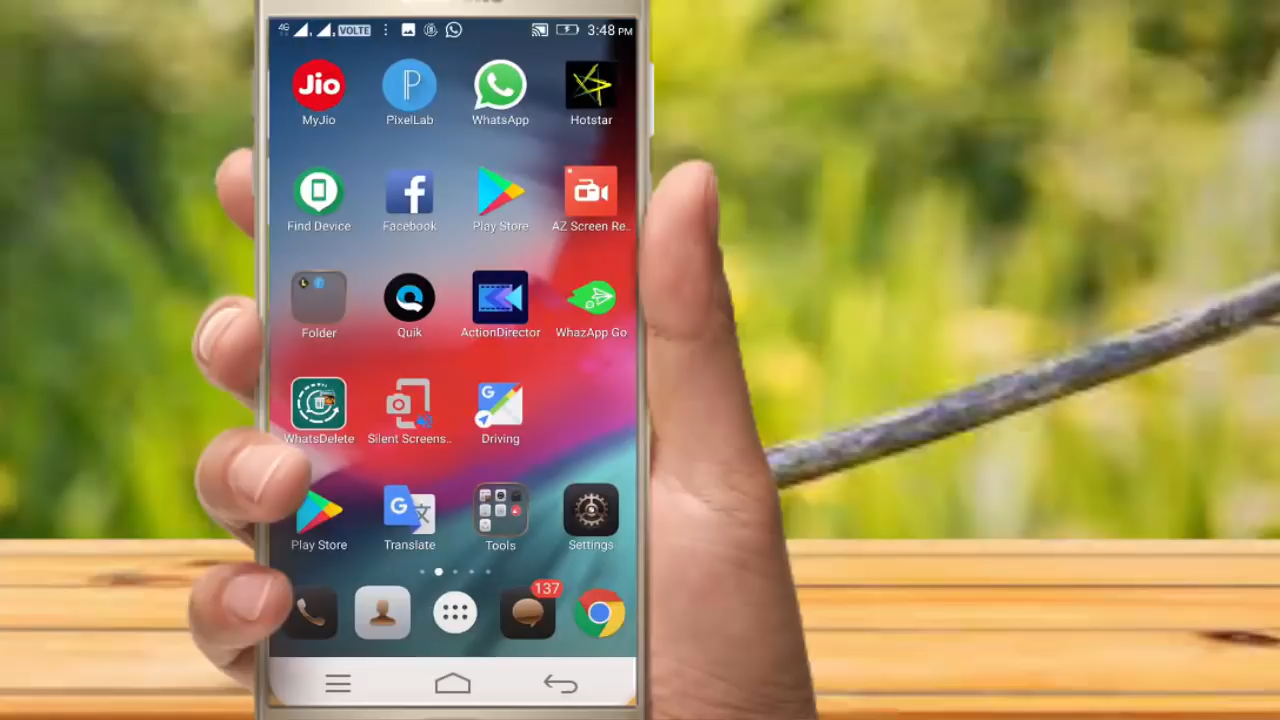 4G VOLTE 3:48 PM
Jio
MyJio PixelLab WhatsApp Hotstar
Find Device Facebook Play Store AZ Screen Re..
Folder Quik ActionDirector WhazApp Go
WhatsDelete Silent Screens.. Driving
Play Store Translate Tools Settings
137